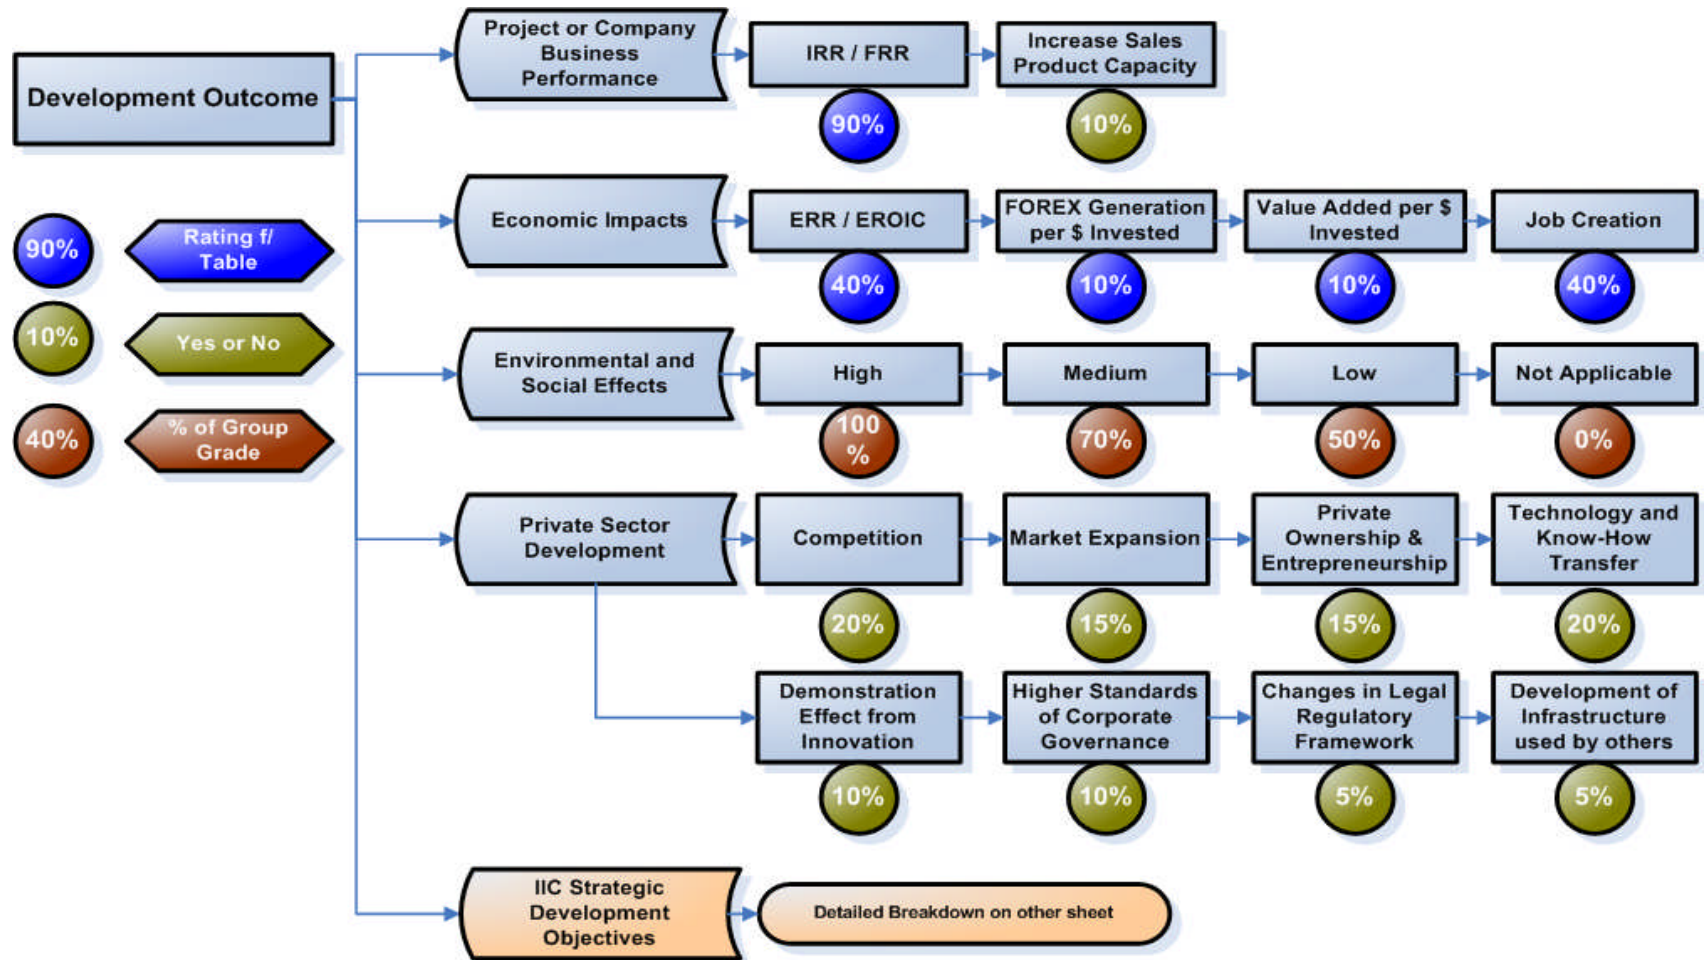 Development Outcome
90%
Rating f/
Table
10%
Yes or No
40%
% of Group
Grade
Project or Company
Business
Performance
IRR / FRR
90%
Increase Sales
Product Capacity
10%
Economic Impacts
ERR / EROIC
40%
FOREX Generation
per $ Invested
10%
Value Added per $
Invested
10%
Job Creation
40%
Environmental and
Social Effects
High
100
%
Medium
70%
Low
50%
Not Applicable
0%
Private Sector
Development
Competition
20%
Market Expansion
15%
Private
Ownership &
Entrepreneurship
15%
Technology and
Know-How
Transfer
20%
Demonstration
Effect from
Innovation
10%
Higher Standards
of Corporate
Governance
10%
Changes in Legal
Regulatory
Framework
5%
Development of
Infrastructure
used by others
5%
IIC Strategic
Development
Objectives
Detailed Breakdown on other sheet